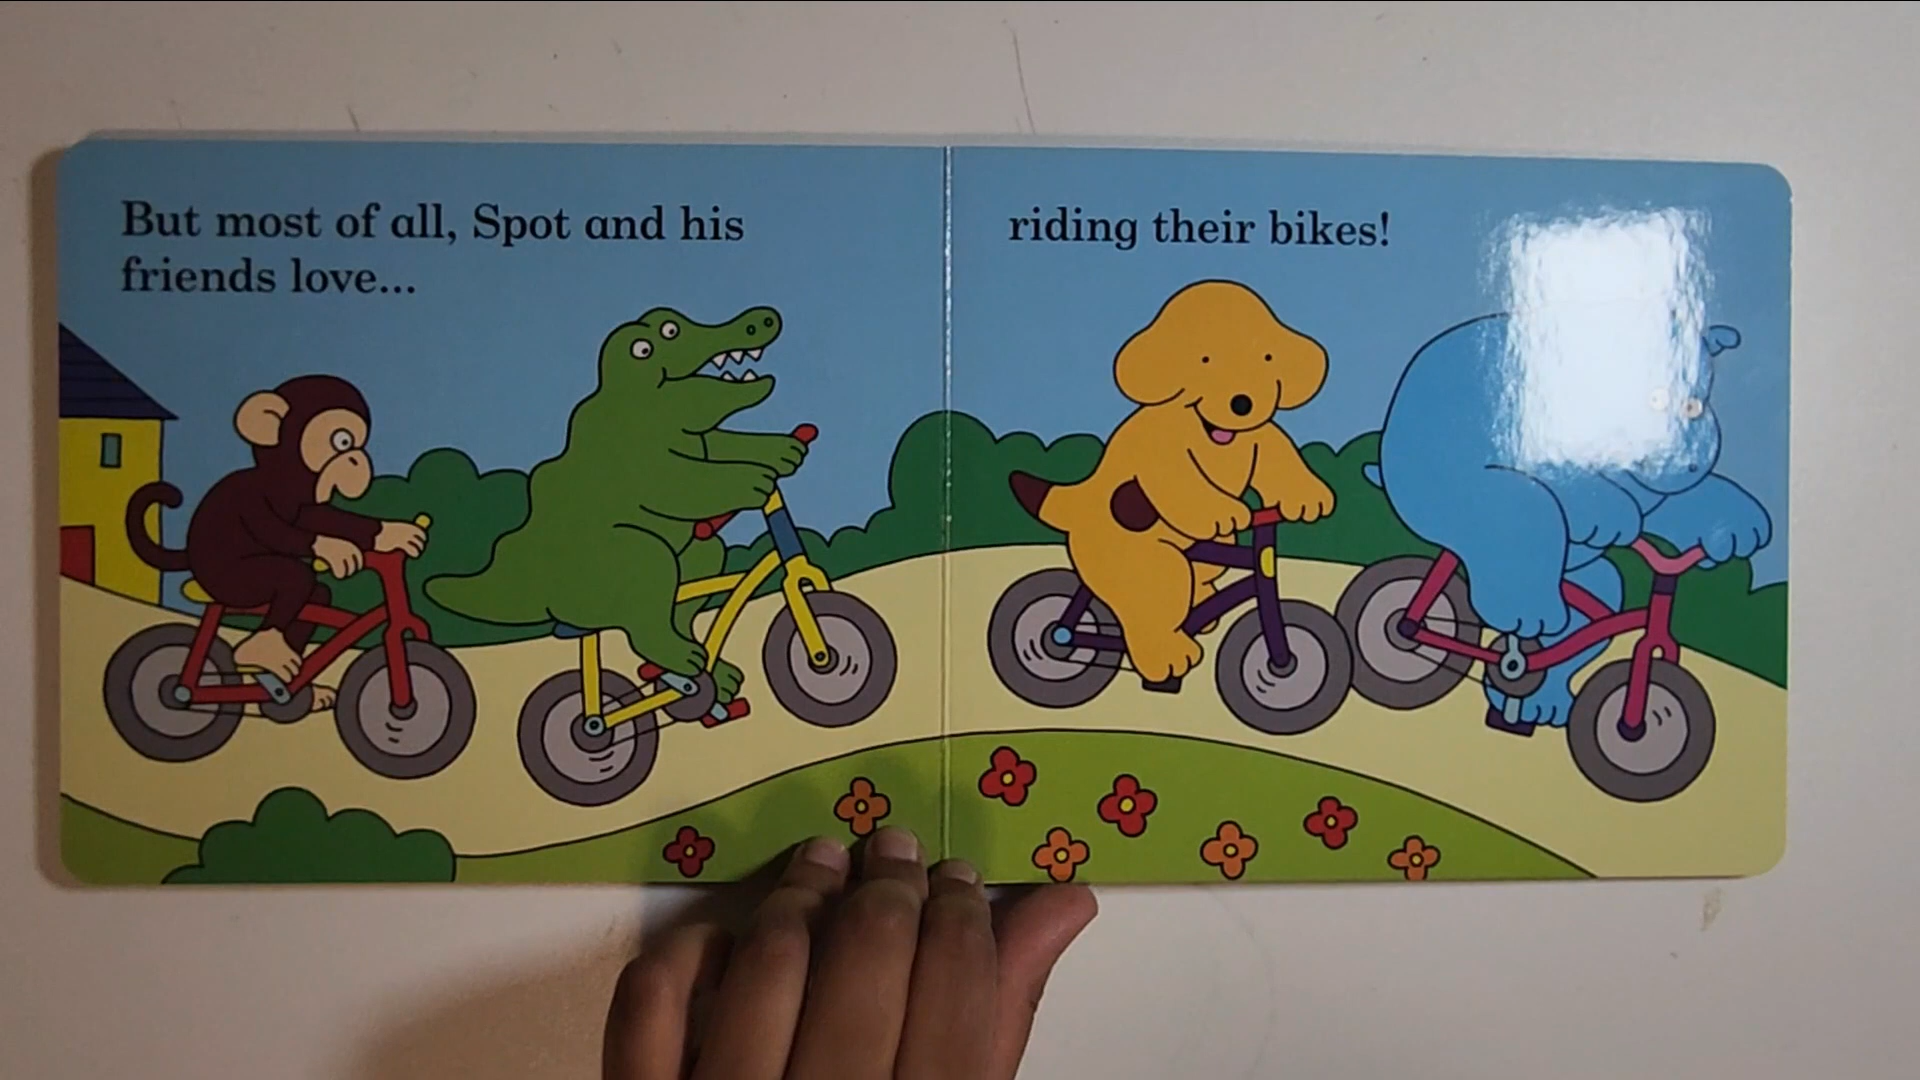 But most of all, Spot and his
friends love...
riding their bikes!